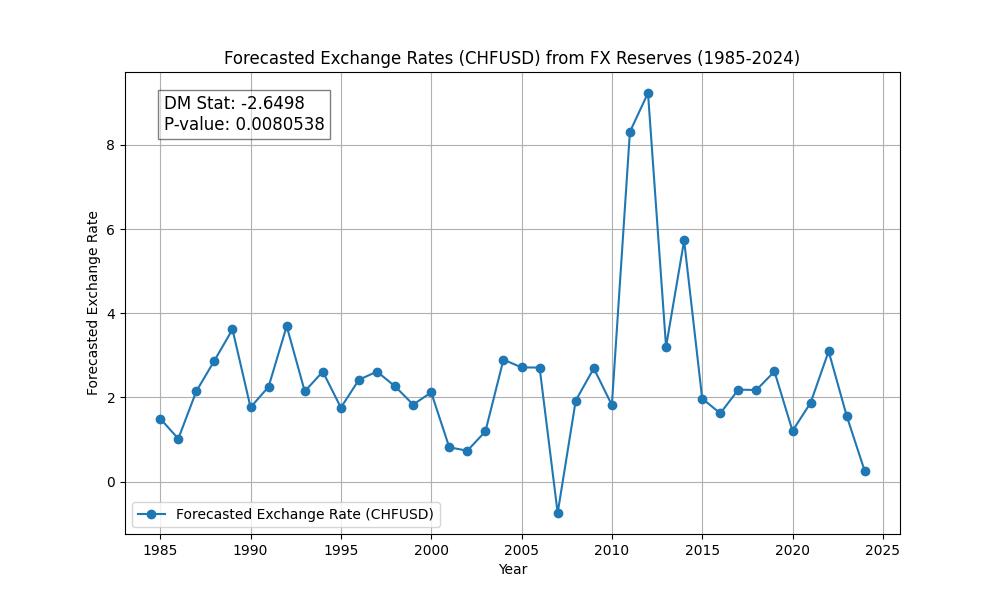 Forecasted Exchange Rates (CHFUSD) from FX Reserves (1985-2024)
DM Stat: -2.6498
P-value: 0.0080538
8
6
4
2
0
Forecasted Exchange Rate
Forecasted Exchange Rate (CHFUSD)
1985 1990 1995 2000 2005 2010 2015 2020 2025
Year